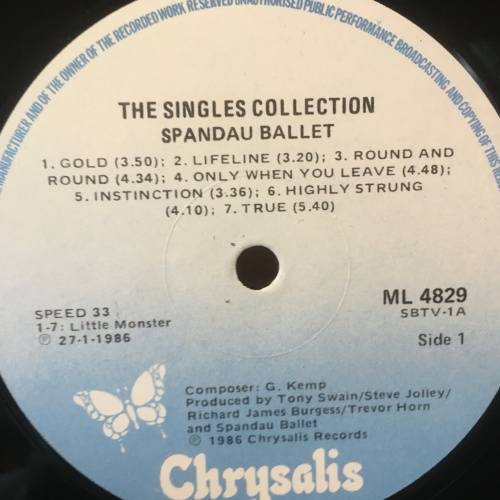 MANUFACTURER AND OF THE OWNER OF THE RECORDED WORK RESERVED UNAUTHORISED PUBLIC PERFORMANCE BROADCASTING AND COPYING OF
THE SINGLES COLLECTION
SPANDAU BALLET
1. GOLD (3.50); 2. LIFELINE (3.20); 3. ROUND AND
ROUND (4.34); 4. ONLY WHEN YOU LEAVE (4.48);
5. INSTINCTION (3.36); 6. HIGHLY STRUNG
(4.10); 7. TRUE (5.40)
SPEED 33
1-7: Little Monster
℗ 27-1-1986
ML 4829
SBTV-1A
Side 1
Composer: G. Kemp
Produced by Tony Swain/Steve Jolley/
Richard James Burgess/Trevor Horn
and Spandau Ballet
℗ 1986 Chrysalis Records
Chrysalis